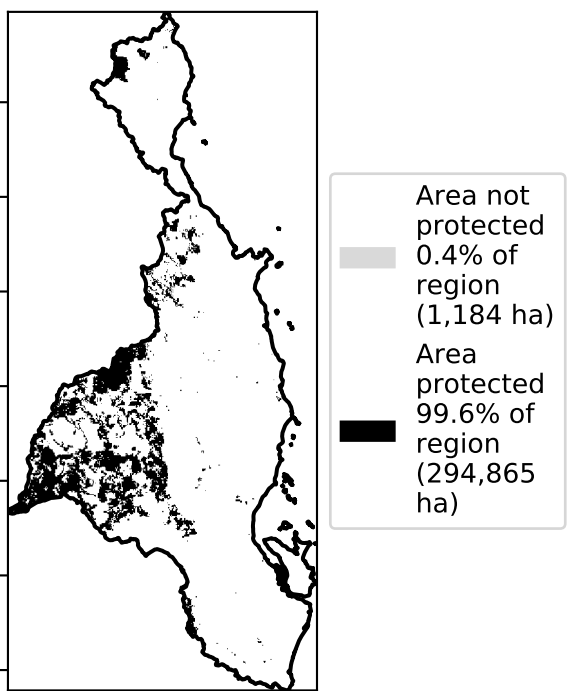 Area not
protected
0.4% of
region
(1,184 ha)
Area
protected
99.6% of
region
(294,865
ha)